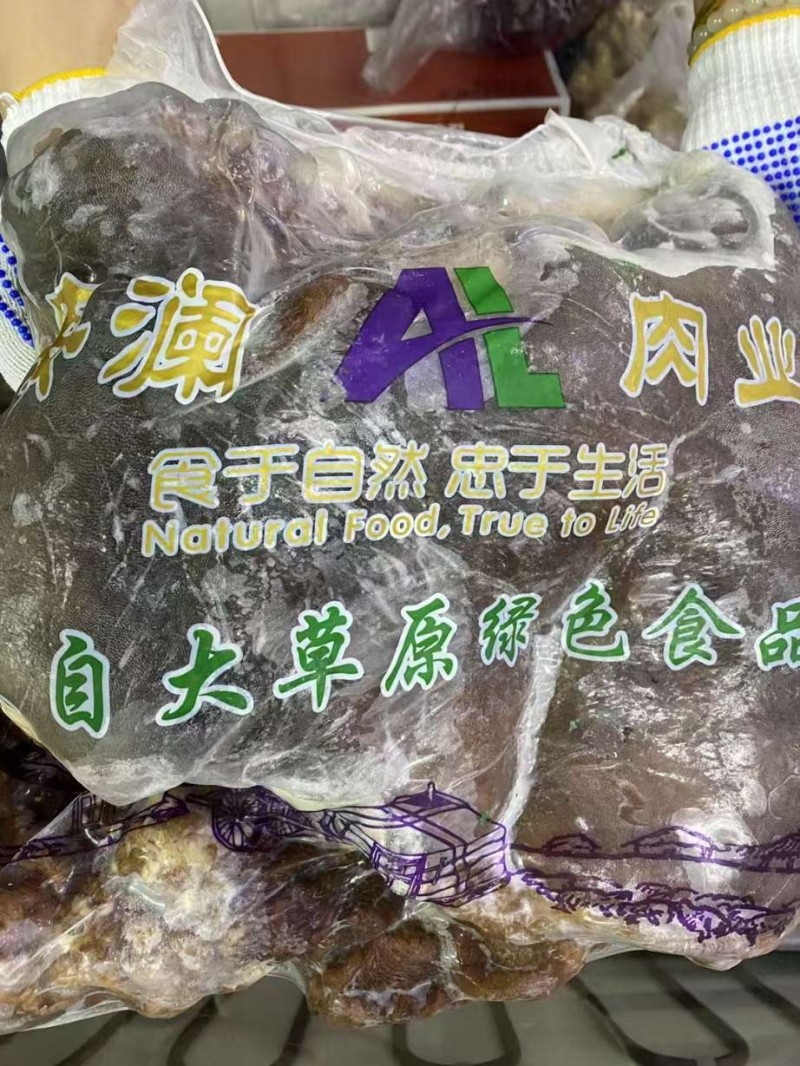 澜 AL 肉业
食于自然 忠于生活
Natural Food, True to Life
自大草原绿色食品